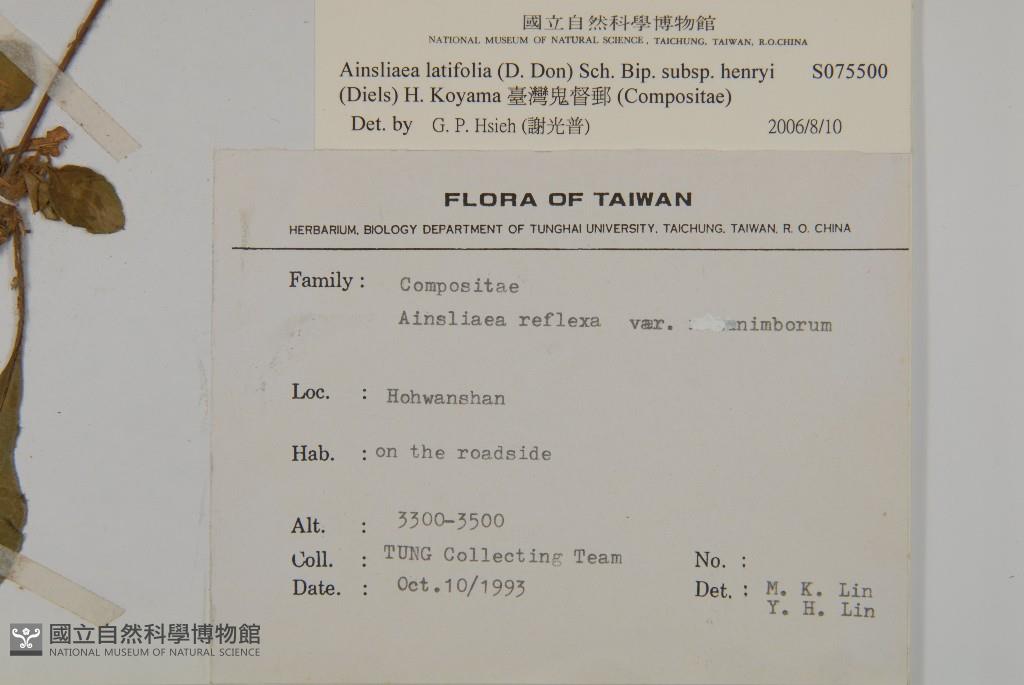 國立自然科學博物館
NATIONAL MUSEUM OF NATURAL SCIENCE, TAICHUNG, TAIWAN, R.O.CHINA
Ainsliaea latifolia (D. Don) Sch. Bip. subsp. henryi S075500
(Diels) H. Koyama 臺灣鬼督郵 (Compositae)
Det. by G. P. Hsieh (謝光普) 2006/8/10
FLORA OF TAIWAN
HERBARIUM, BIOLOGY DEPARTMENT OF TUNGHAI UNIVERSITY, TAICHUNG, TAIWAN, R. O. CHINA
Family : Compositae
Ainsliaea reflexa var. nimborum
Loc. : Hohwanshan
Hab. : on the roadside
Alt. : 3300-3500
Coll. : TUNG Collecting Team No. :
Date. : Oct.10/1993 Det. : M. K. Lin
Y. H. Lin
國立自然科學博物館
NATIONAL MUSEUM OF NATURAL SCIENCE